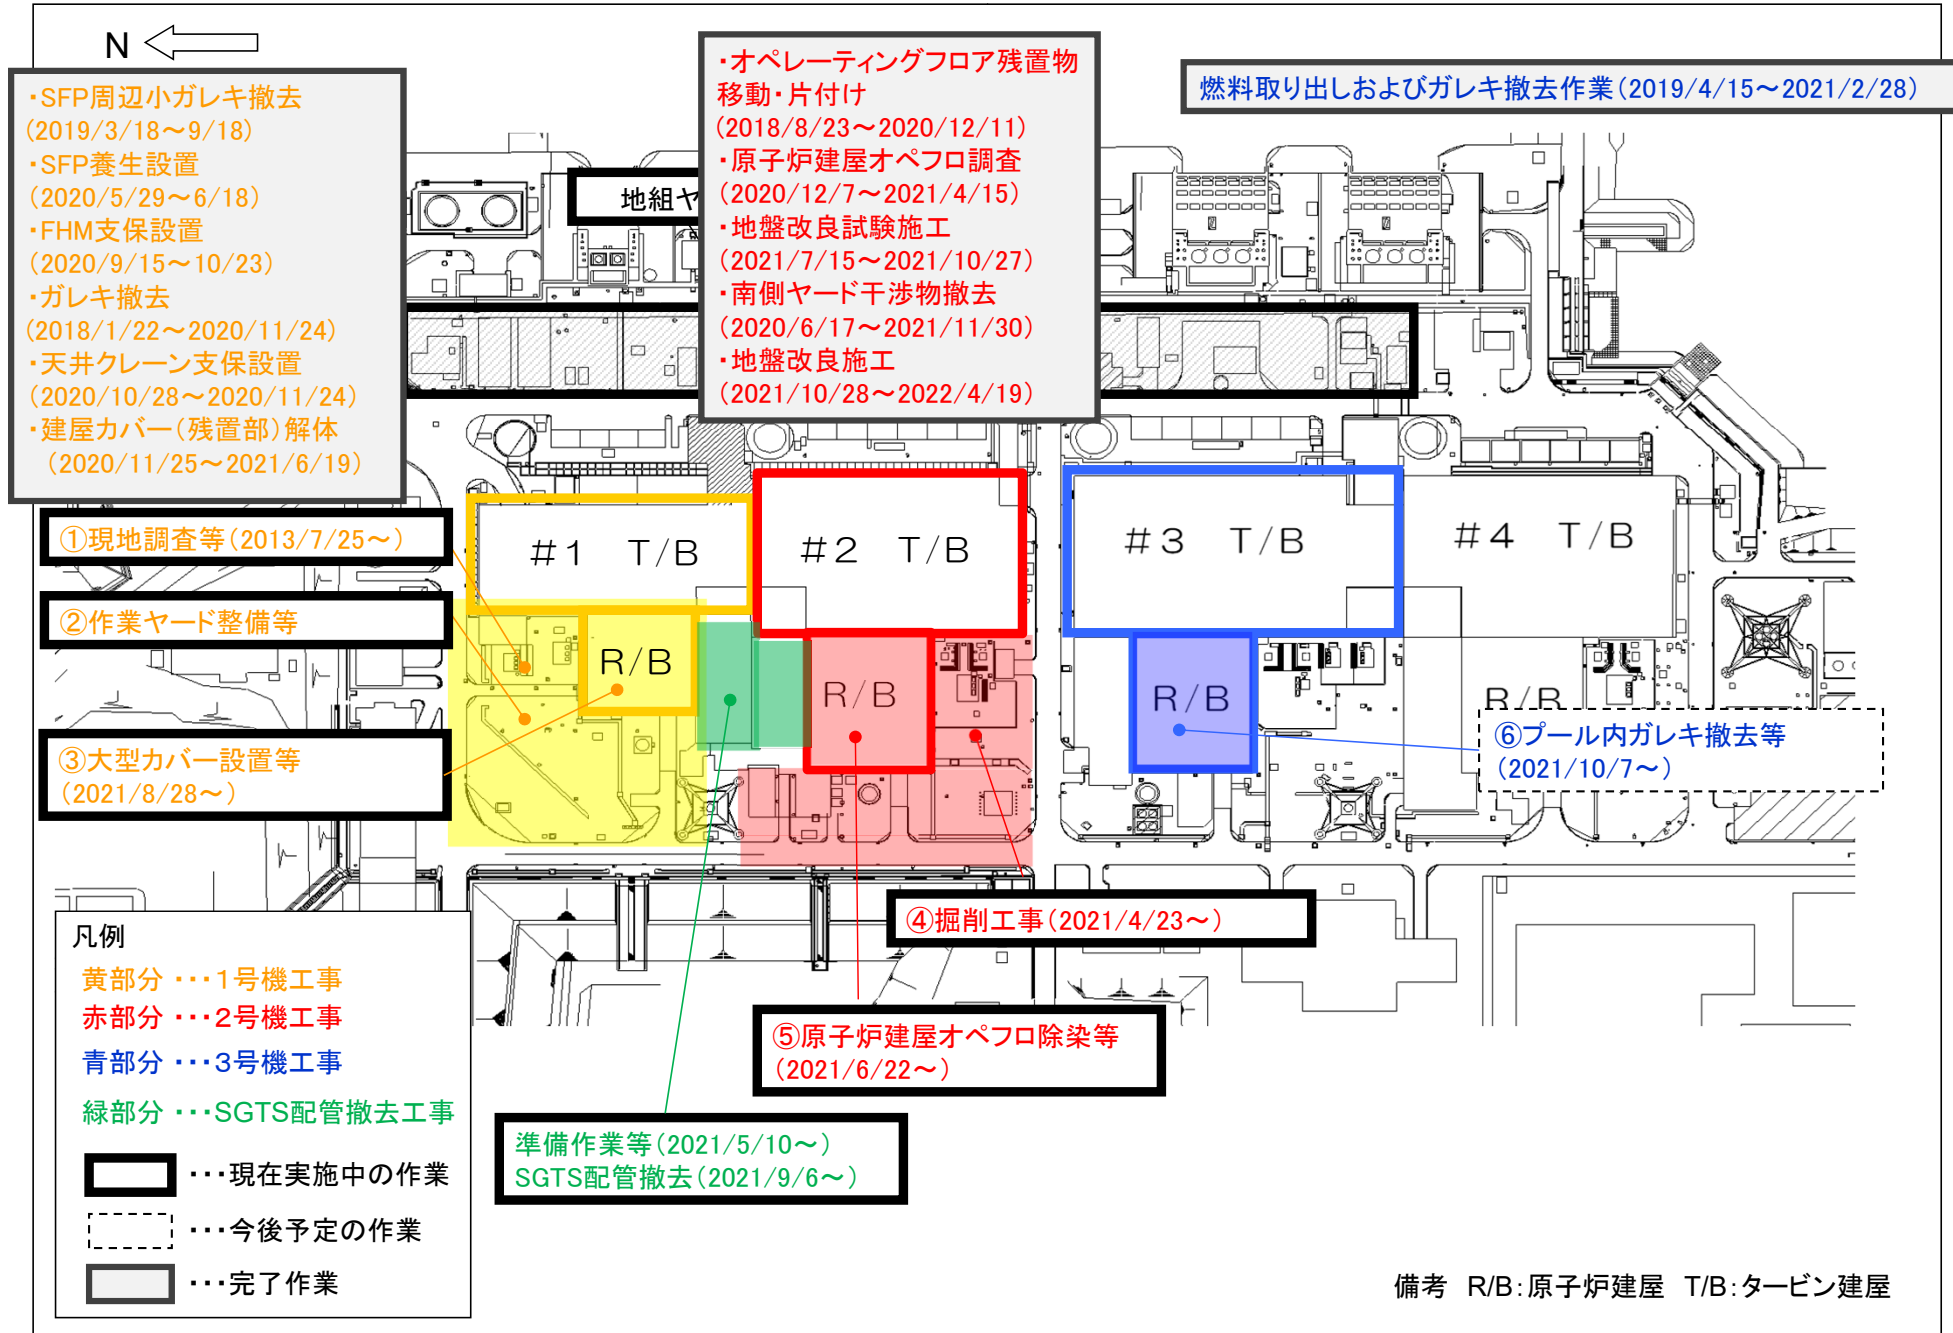 N
・SFP周辺小ガレキ撤去
(2019/3/18～9/18)
・SFP養生設置
(2020/5/29～6/18)
・FHM支保設置
(2020/9/15～10/23)
・ガレキ撤去
(2018/1/22～2020/11/24)
・天井クレーン支保設置
(2020/10/28～2020/11/24)
・建屋カバー（残置部）解体
（2020/11/25～2021/6/19）
・オペレーティングフロア残置物
移動・片付け
(2018/8/23～2020/12/11)
・原子炉建屋オペフロ調査
(2020/12/7～2021/4/15)
・地盤改良試験施工
(2021/7/15～2021/10/27)
・南側ヤード干渉物撤去
(2020/6/17～2021/11/30)
・地盤改良施工
(2021/10/28～2022/4/19)
燃料取り出しおよびガレキ撤去作業（2019/4/15～2021/2/28）
地組ヤ
①現地調査等（2013/7/25～）
②作業ヤード整備等
③大型カバー設置等
（2021/8/28～）
#1 T/B
#2 T/B
#3 T/B
#4 T/B
R/B
R/B
R/B
R/B
⑥プール内ガレキ撤去等
（2021/10/7～）
④掘削工事（2021/4/23～）
⑤原子炉建屋オペフロ除染等
（2021/6/22～）
準備作業等（2021/5/10～）
SGTS配管撤去（2021/9/6～）
凡例
黄部分 ･･･1号機工事
赤部分 ･･･2号機工事
青部分 ･･･3号機工事
緑部分 ･･･SGTS配管撤去工事
･･･現在実施中の作業
･･･今後予定の作業
･･･完了作業
備考 R/B：原子炉建屋 T/B：タービン建屋